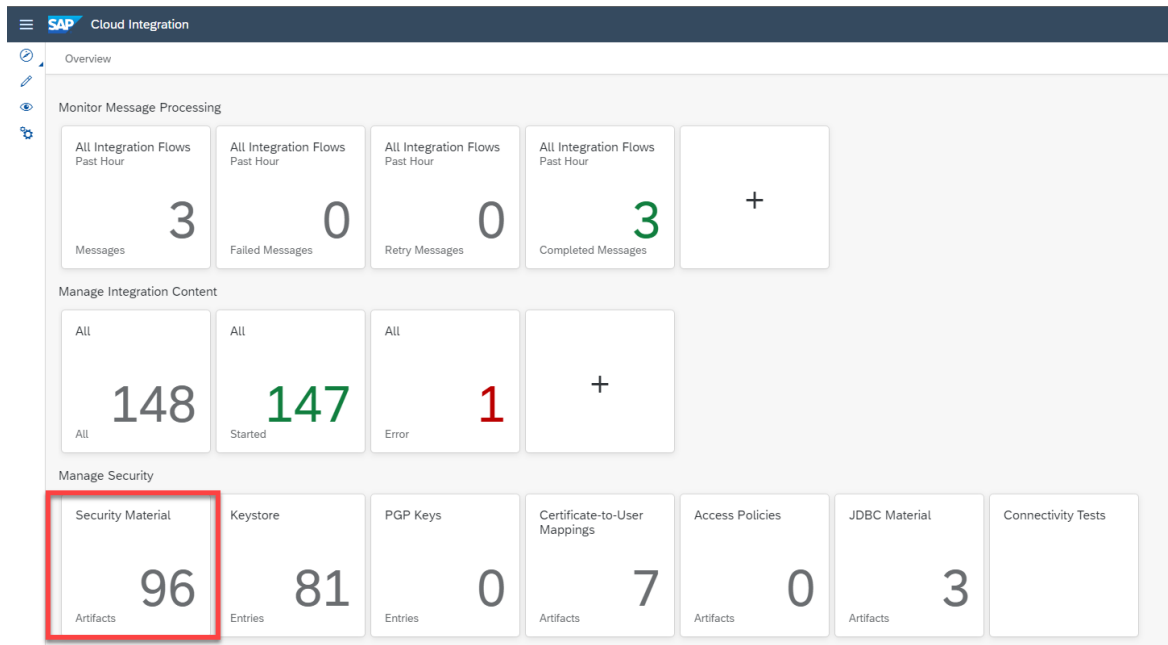 SAP Cloud Integration
Overview
Monitor Message Processing
All Integration Flows
Past Hour
3
Messages
All Integration Flows
Past Hour
0
Failed Messages
All Integration Flows
Past Hour
0
Retry Messages
All Integration Flows
Past Hour
3
Completed Messages
+
Manage Integration Content
All
148
All
All
147
Started
All
1
Error
+
Manage Security
Security Material
96
Artifacts
Keystore
81
Entries
PGP Keys
0
Entries
Certificate-to-User
Mappings
7
Artifacts
Access Policies
0
Artifacts
JDBC Material
3
Artifacts
Connectivity Tests